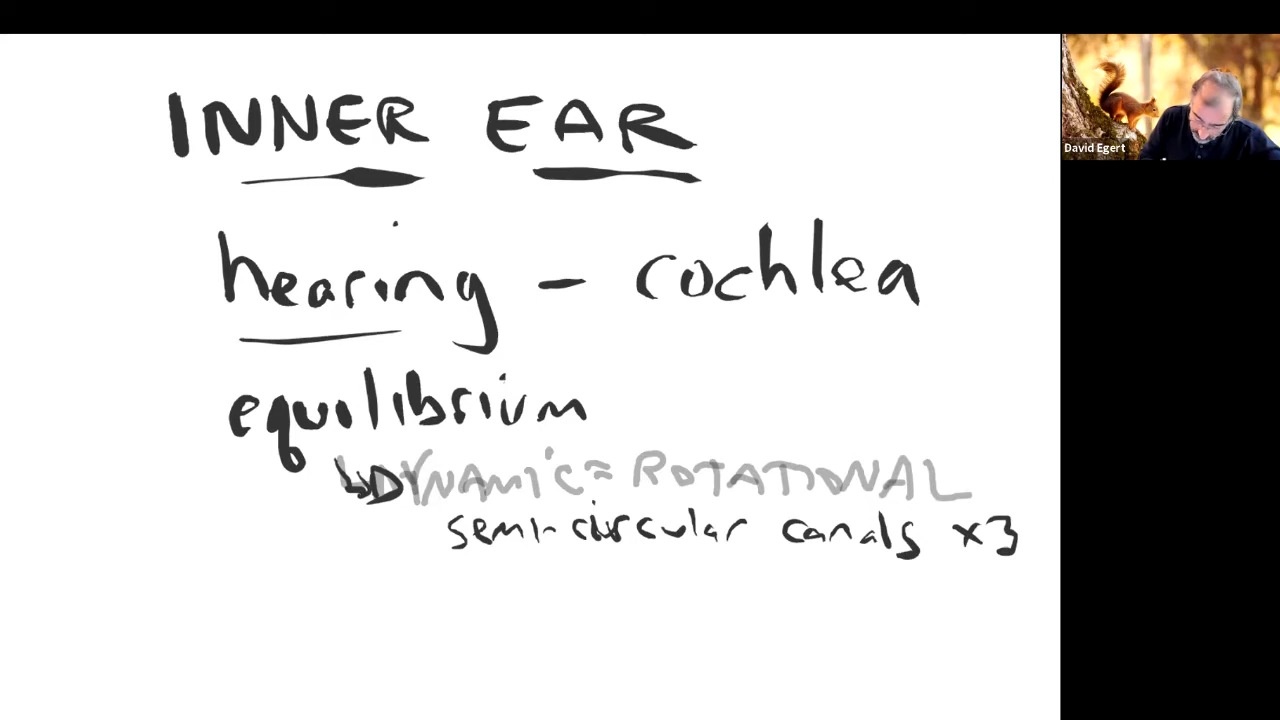 INNER EAR
hearing - cochlea
equilibrium
↳ DYNAMIC = ROTATIONAL
semi-circular canals x3
David Egert